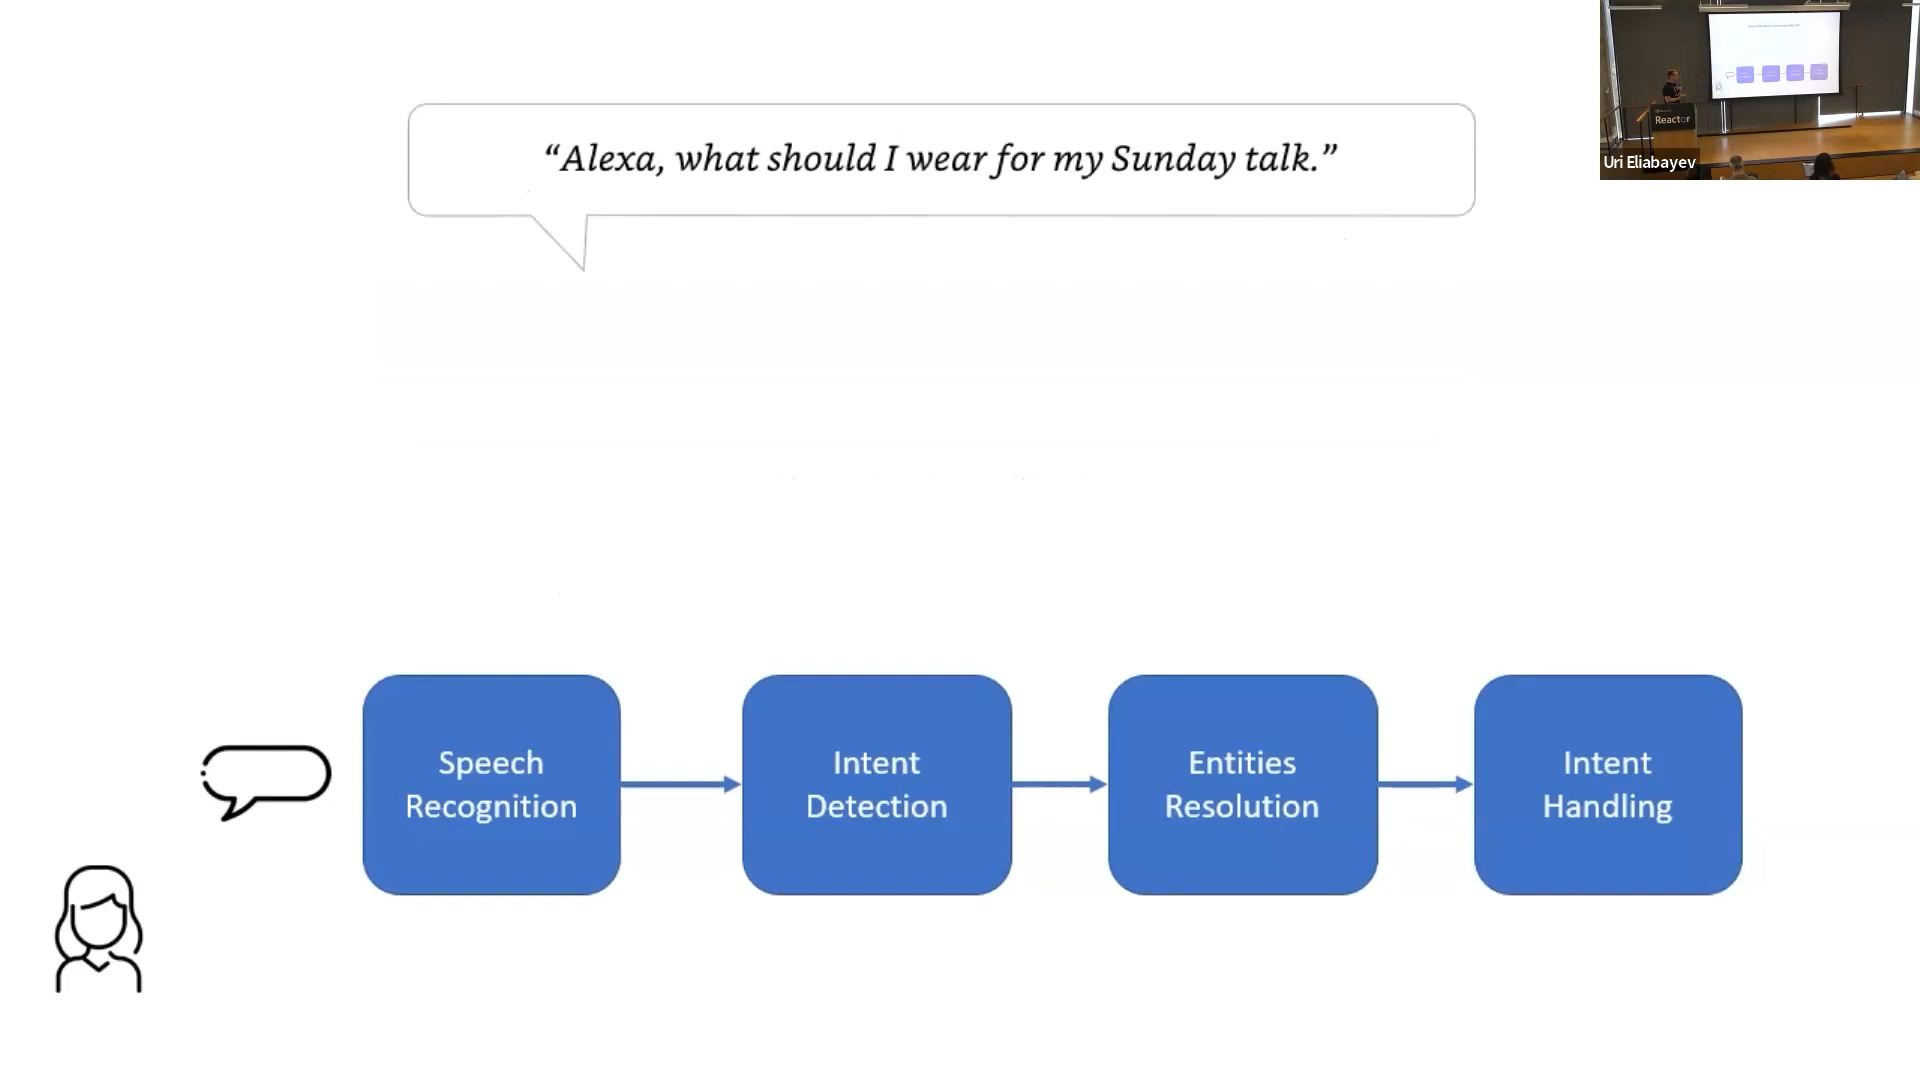 “Alexa, what should I wear for my Sunday talk.”
Reactor
Uri Eliabayev
Speech
Recognition
Intent
Detection
Entities
Resolution
Intent
Handling